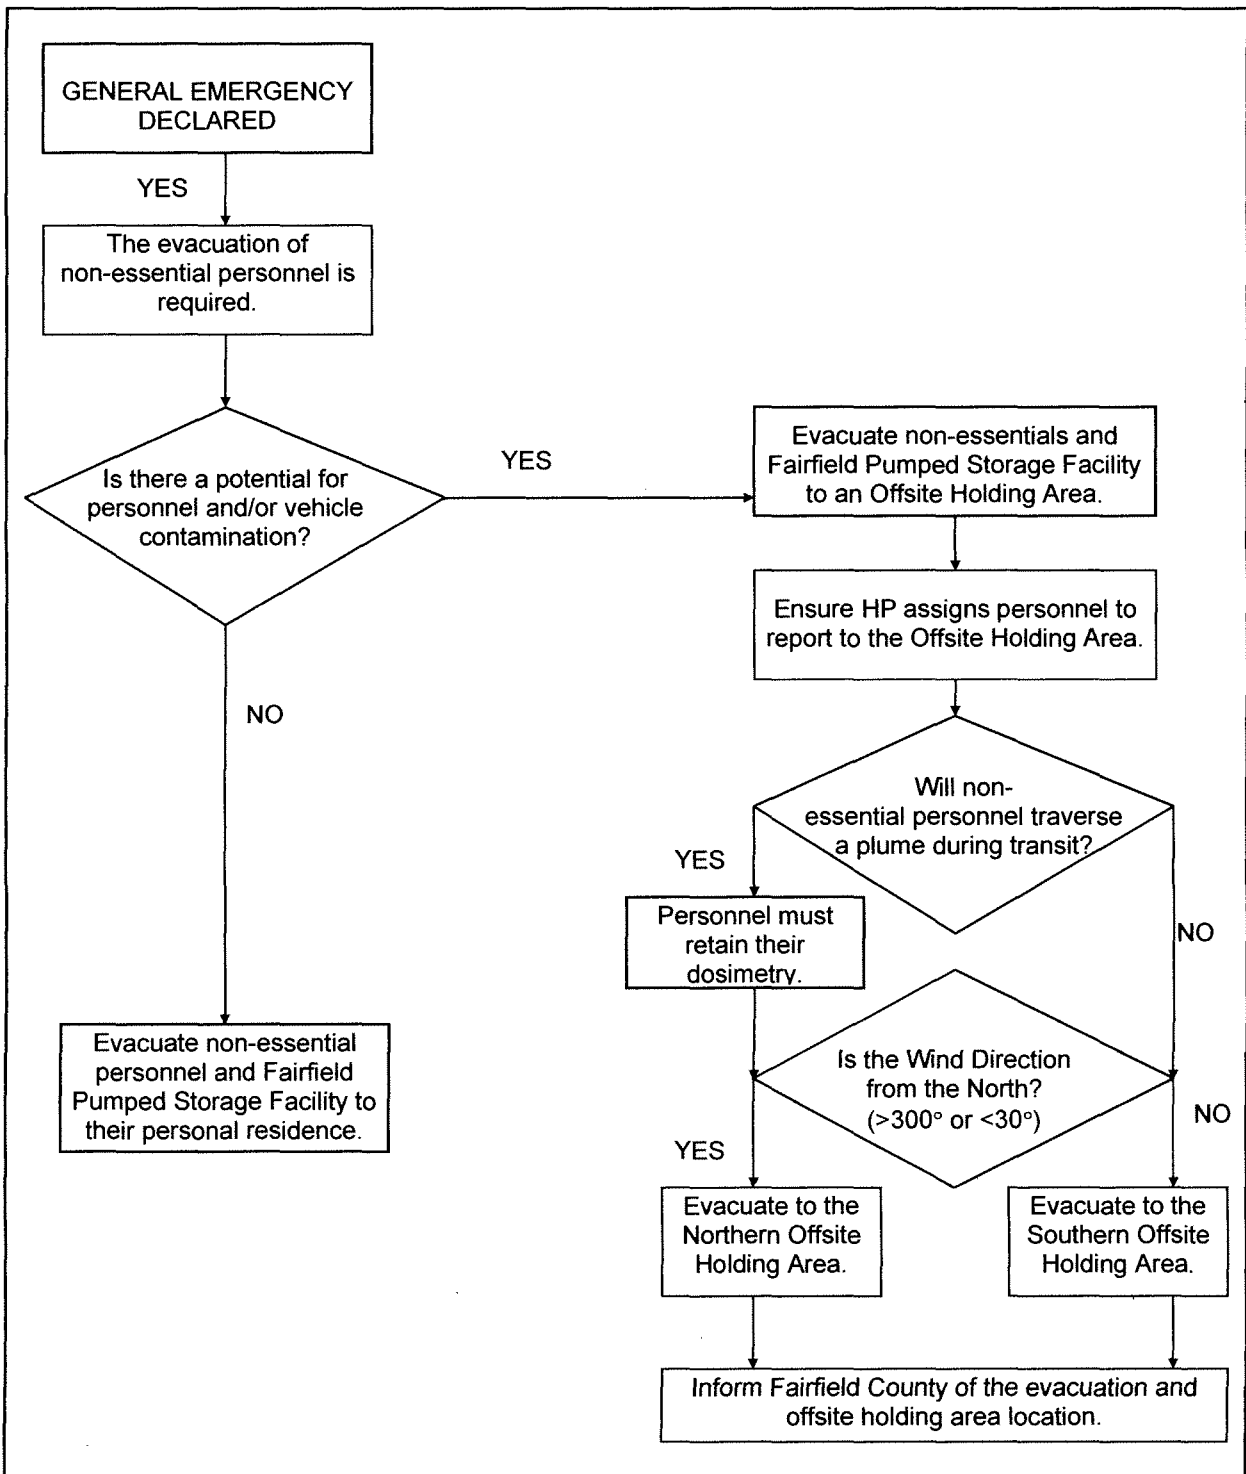 GENERAL EMERGENCY
DECLARED
YES
The evacuation of
non-essential personnel is
required.
Is there a potential for
personnel and/or vehicle
contamination?
YES
Evacuate non-essentials and
Fairfield Pumped Storage Facility
to an Offsite Holding Area.
Ensure HP assigns personnel to
report to the Offsite Holding Area.
NO
Will non-
essential personnel traverse
a plume during transit?
YES
Personnel must
retain their
dosimetry.
NO
Evacuate non-essential
personnel and Fairfield
Pumped Storage Facility to
their personal residence.
Is the Wind Direction
from the North?
(>300° or <30°)
YES
NO
Evacuate to the
Northern Offsite
Holding Area.
Evacuate to the
Southern Offsite
Holding Area.
Inform Fairfield County of the evacuation and
offsite holding area location.